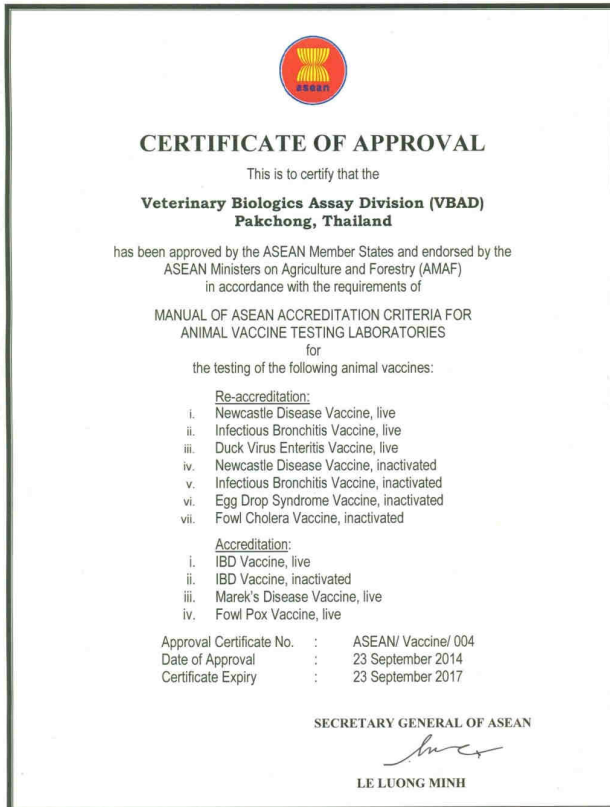 asean
CERTIFICATE OF APPROVAL
This is to certify that the
Veterinary Biologics Assay Division (VBAD)
Pakchong, Thailand
has been approved by the ASEAN Member States and endorsed by the
ASEAN Ministers on Agriculture and Forestry (AMAF)
in accordance with the requirements of
MANUAL OF ASEAN ACCREDITATION CRITERIA FOR
ANIMAL VACCINE TESTING LABORATORIES
for
the testing of the following animal vaccines:
Re-accreditation:
i. Newcastle Disease Vaccine, live
ii. Infectious Bronchitis Vaccine, live
iii. Duck Virus Enteritis Vaccine, live
iv. Newcastle Disease Vaccine, inactivated
v. Infectious Bronchitis Vaccine, inactivated
vi. Egg Drop Syndrome Vaccine, inactivated
vii. Fowl Cholera Vaccine, inactivated
Accreditation:
i. IBD Vaccine, live
ii. IBD Vaccine, inactivated
iii. Marek's Disease Vaccine, live
iv. Fowl Pox Vaccine, live
Approval Certificate No. : ASEAN/ Vaccine/ 004
Date of Approval : 23 September 2014
Certificate Expiry : 23 September 2017
SECRETARY GENERAL OF ASEAN
LE LUONG MINH